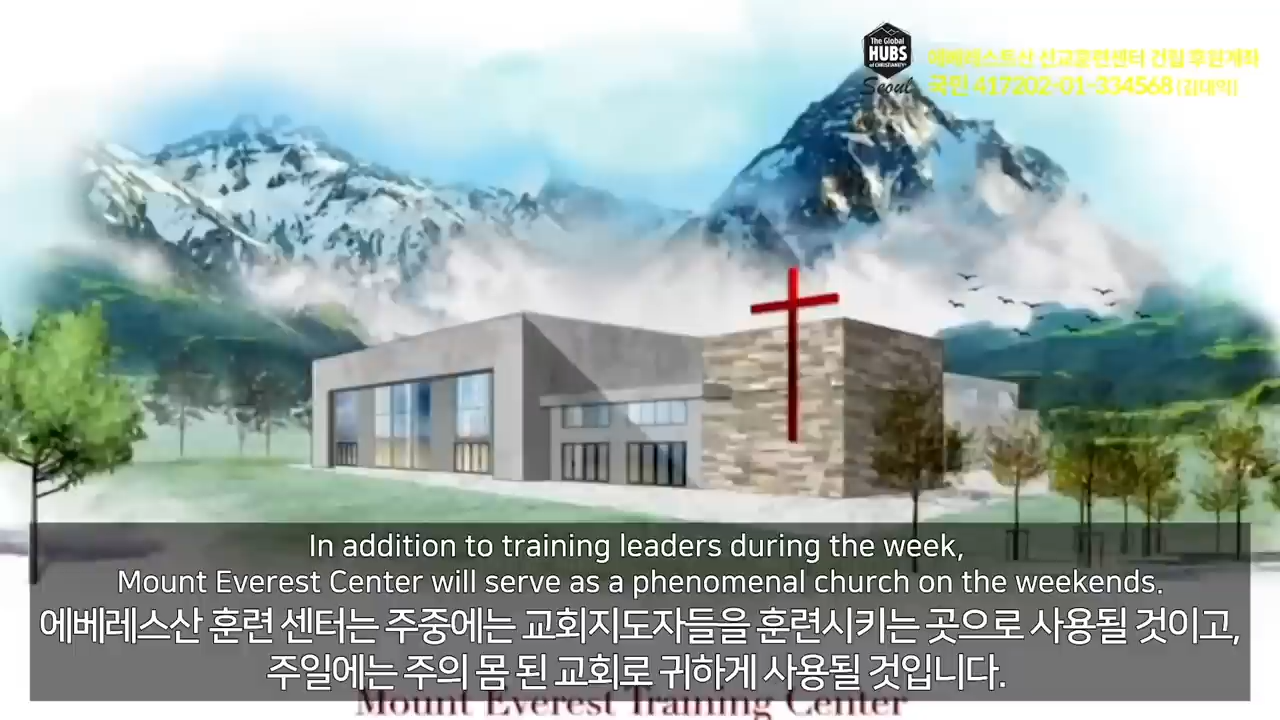 The Global
HUBS
of CHRISTIANITY
Seoul
에베레스트산 선교훈련센터 건립 후원계좌
국민 417202-01-334568 (김대억)
In addition to training leaders during the week,
Mount Everest Center will serve as a phenomenal church on the weekends.
에베레스산 훈련 센터는 주중에는 교회지도자들을 훈련시키는 곳으로 사용될 것이고,
주일에는 주의 몸 된 교회로 귀하게 사용될 것입니다.
Mount Everest Training Center